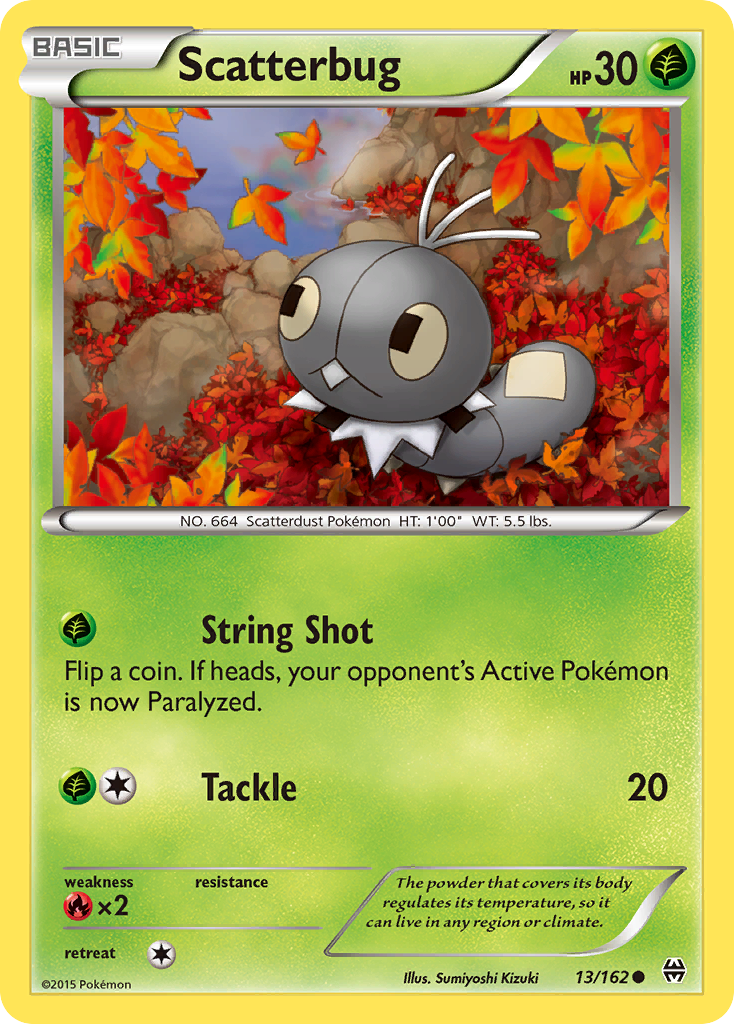 BASIC
Scatterbug
HP 30
NO. 664 Scatterdust Pokémon HT: 1'00" WT: 5.5 lbs.
String Shot
Flip a coin. If heads, your opponent's Active Pokémon
is now Paralyzed.
Tackle 20
weakness resistance
×2
The powder that covers its body
regulates its temperature, so it
can live in any region or climate.
retreat
©2015 Pokémon
Illus. Sumiyoshi Kizuki 13/162